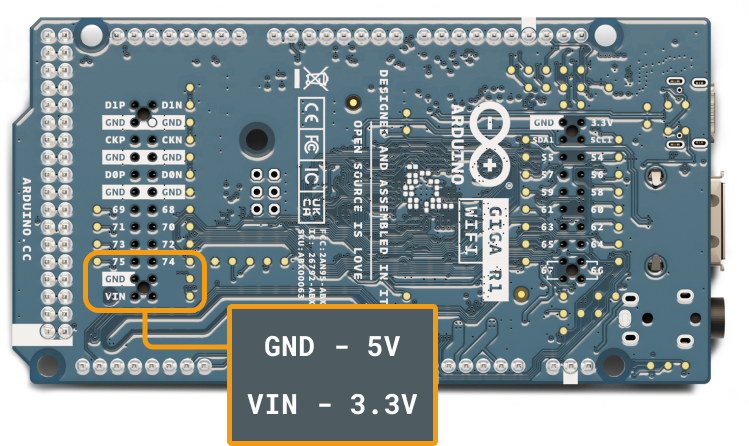 D1P D1N
GND GND
CKP CKN
GND GND
D0P D0N
GND GND
69 68
71 70
73 72
75 74
GND
VIN
ARDUINO.CC
CE
FC
IC
UK
CA
FCC:2AN9S-ABX
IC: 26792-ABX
SKU:ABX00063
OPEN SOURCE IS LOVE
DESIGNED AND ASSEMBLED IN IT
ARDUINO
®
GIGA R1
WIFI
GND 3.3V
SDA1 SCL1
55 54
57 56
59 58
61 60
63 62
65 64
67 66
GND - 5V
VIN - 3.3V